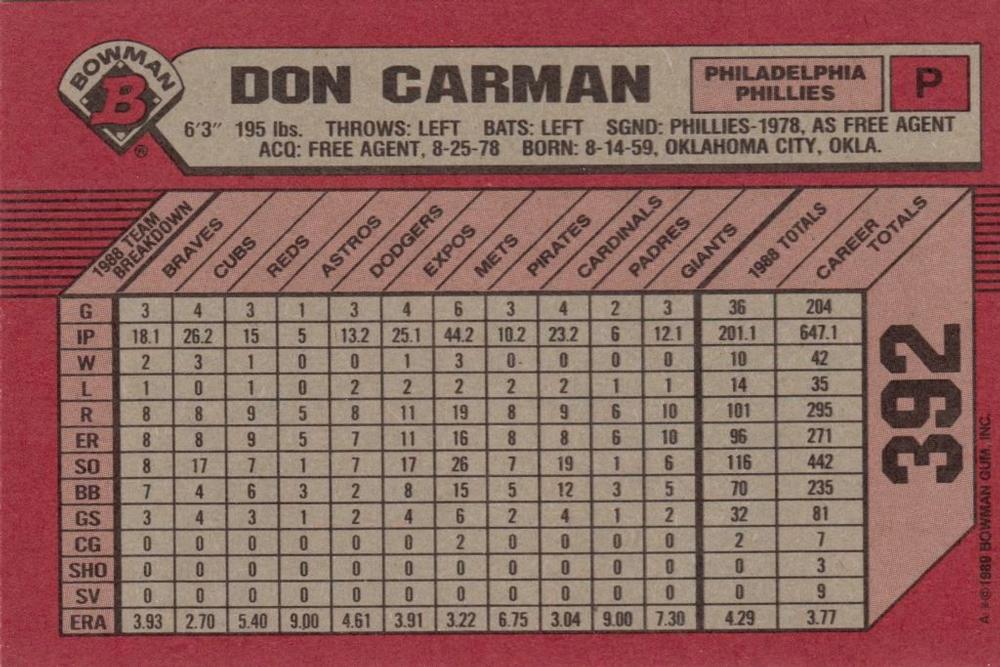 BOWMAN
B
®
DON CARMAN
PHILADELPHIA
PHILLIES
P
6'3" 195 lbs. THROWS: LEFT BATS: LEFT SGND: PHILLIES-1978, AS FREE AGENT
ACQ: FREE AGENT, 8-25-78 BORN: 8-14-59, OKLAHOMA CITY, OKLA.
1988 TEAM BREAKDOWN BRAVES CUBS REDS ASTROS DODGERS EXPOS METS PIRATES CARDINALS PADRES GIANTS 1988 TOTALS CAREER TOTALS
G 3 4 3 1 3 4 6 3 4 2 3 36 204
IP 18.1 26.2 15 5 13.2 25.1 44.2 10.2 23.2 6 12.1 201.1 647.1
W 2 3 1 0 0 1 3 0 0 0 0 10 42
L 1 0 1 0 2 2 2 2 2 1 1 14 35
R 8 8 9 5 8 11 19 8 9 6 10 101 295
ER 8 8 9 5 7 11 16 8 8 6 10 96 271
SO 8 17 7 1 7 17 26 7 19 1 6 116 442
BB 7 4 6 3 2 8 15 5 12 3 5 70 235
GS 3 4 3 1 2 4 6 2 4 1 2 32 81
CG 0 0 0 0 0 0 2 0 0 0 0 2 7
SHO 0 0 0 0 0 0 0 0 0 0 0 0 3
SV 0 0 0 0 0 0 0 0 0 0 0 0 9
ERA 3.93 2.70 5.40 9.00 4.61 3.91 3.22 6.75 3.04 9.00 7.30 4.29 3.77
392
© 1989 BOWMAN GUM, INC.